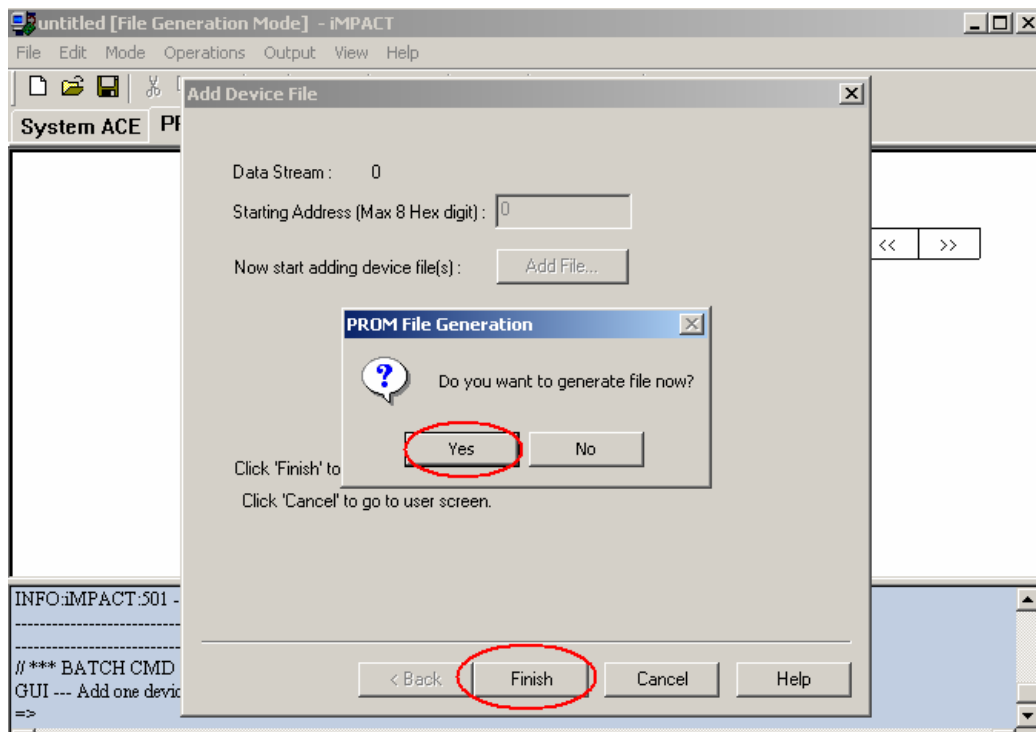 untitled [File Generation Mode] - iMPACT
File Edit Mode Operations Output View Help
Add Device File
System ACE
Data Stream : 0
Starting Address (Max 8 Hex digit) : 0
<< >>
Now start adding device file(s) : Add File...
PROM File Generation
?
Do you want to generate file now?
Yes No
Click 'Finish' to
Click 'Cancel' to go to user screen.
INFO:iMPACT:501 -
// *** BATCH CMD
GUI --- Add one
=>
< Back Finish Cancel Help